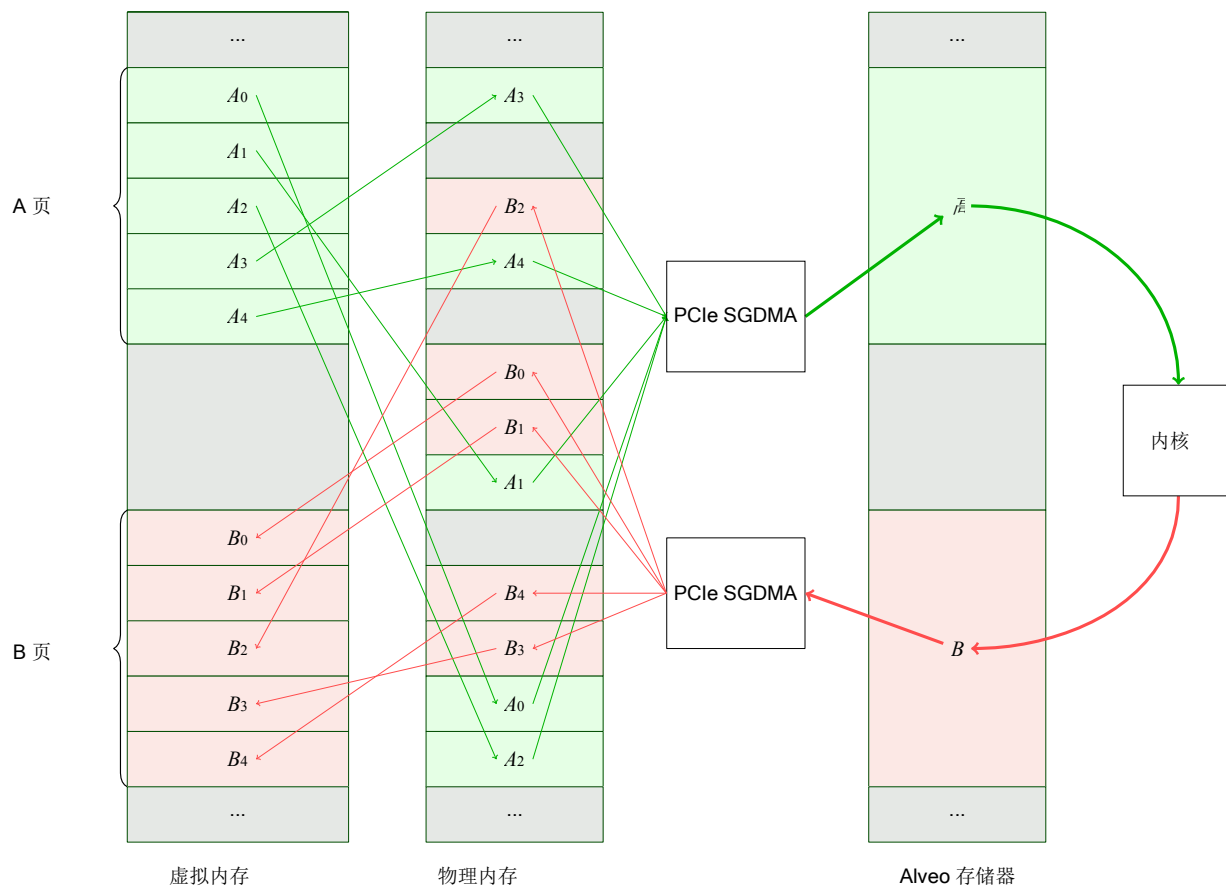 ...
...
...
A0
A3
A1
A 页
A2
B2
A3
A4
PCIe SGDMA
A4
B0
B1
内核
A1
B0
B1
B4
PCIe SGDMA
B 页
B2
B3
B
B3
A0
B4
A2
...
...
...
虚拟内存
物理内存
Alveo 存储器